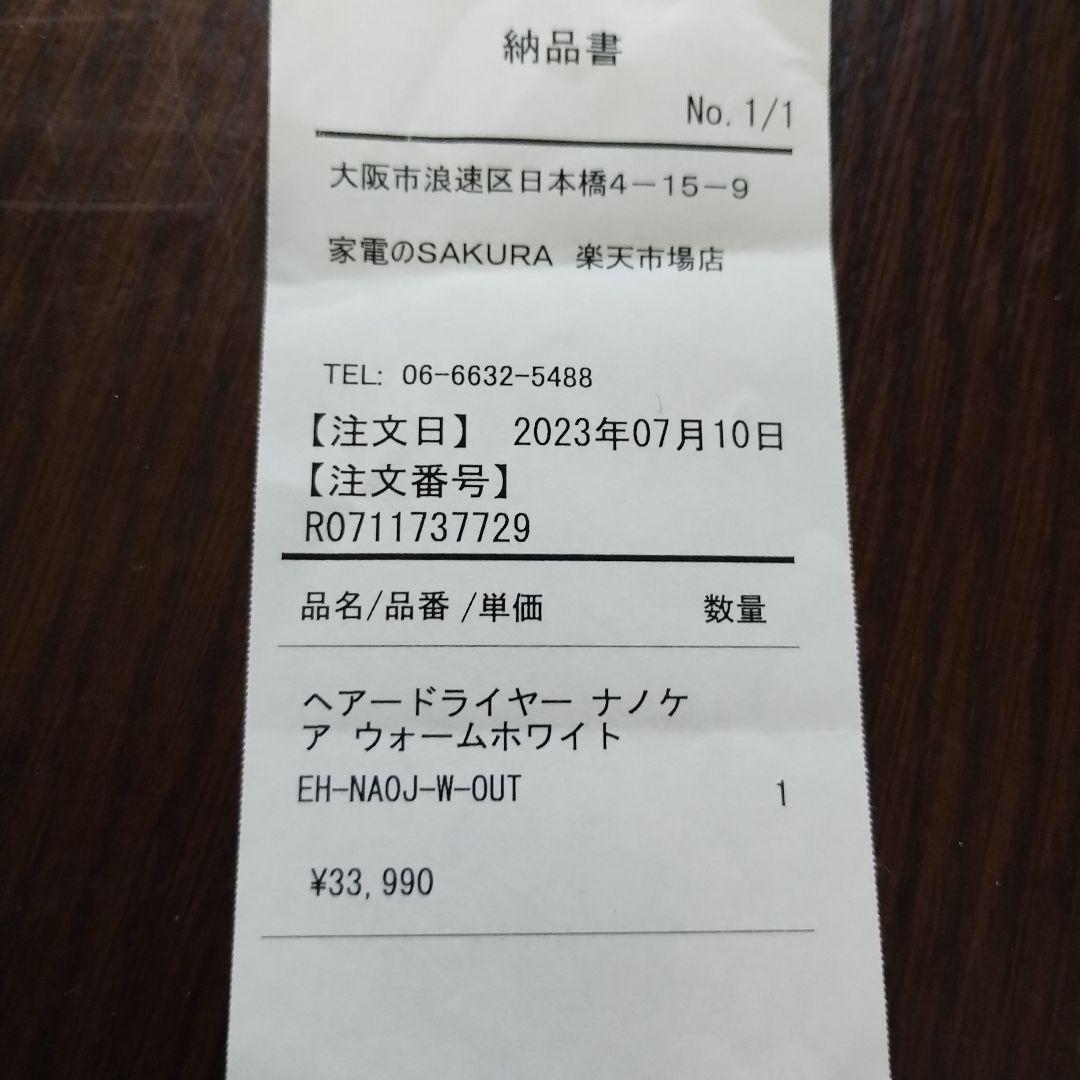 納品書
No. 1/1
大阪市浪速区日本橋4－15－9
家電のSAKURA 楽天市場店
TEL: 06-6632-5488
【注文日】 2023年07月10日
【注文番号】
R0711737729
品名/品番 /単価 数量
ヘアードライヤー ナノケ
ア ウォームホワイト
EH-NA0J-W-OUT 1
¥33,990